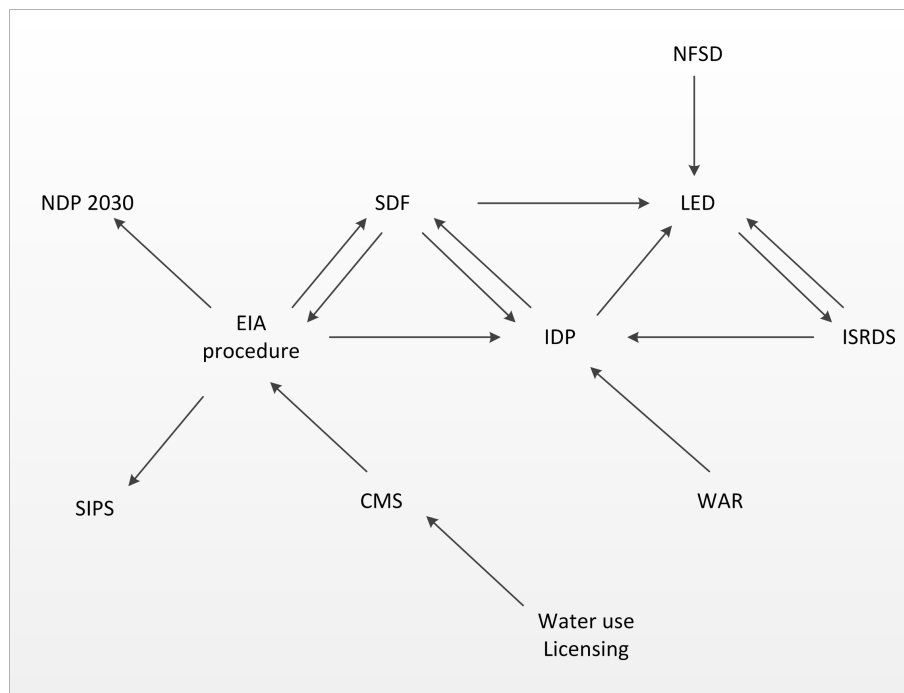 NFSD
NDP 2030
SDF
LED
EIA
procedure
IDP
ISRDS
SIPS
CMS
WAR
Water use
Licensing